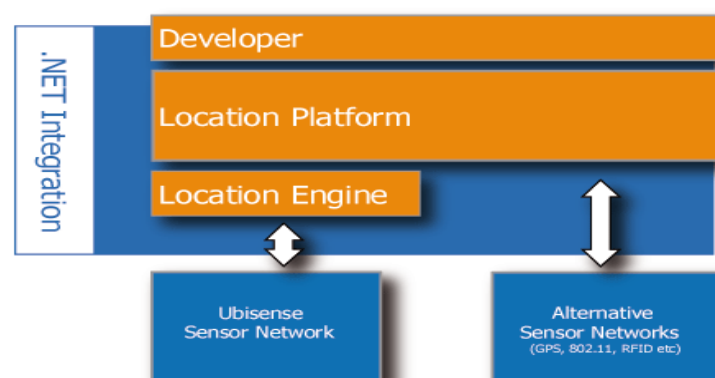 .NET Integration
Developer
Location Platform
Location Engine
Ubisense
Sensor Network
Alternative
Sensor Networks
(GPS, 802.11, RFID etc)